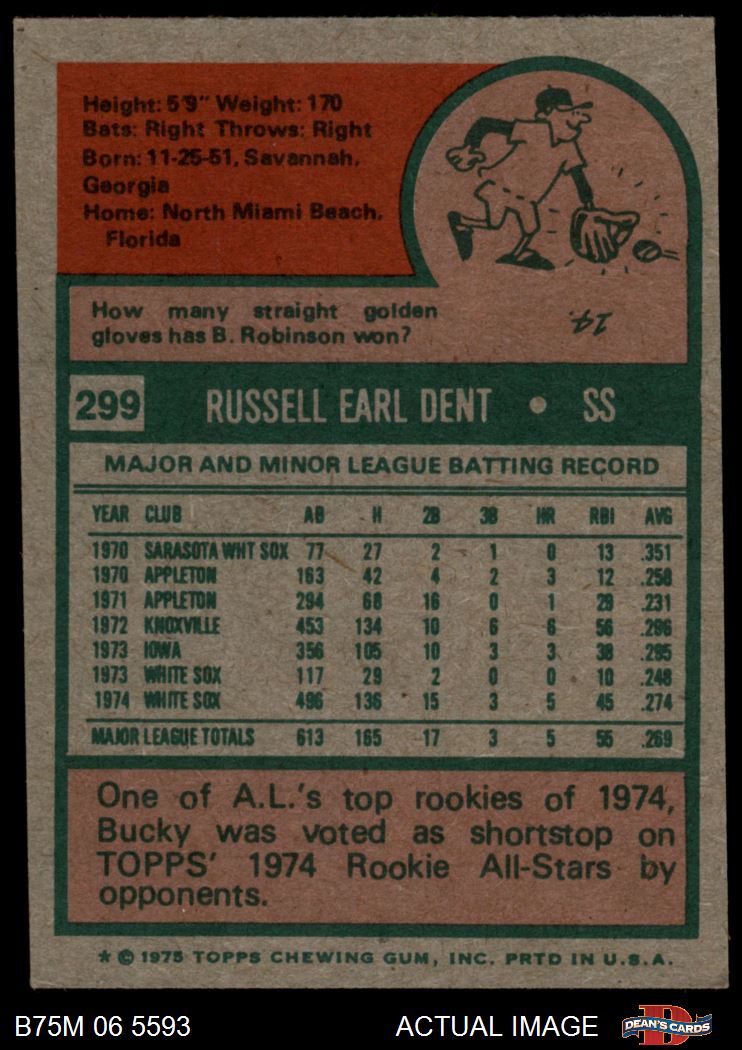 Height: 5'9" Weight: 170
Bats: Right Throws: Right
Born: 11-25-51, Savannah,
Georgia
Home: North Miami Beach,
Florida
How many straight golden
gloves has B. Robinson won?
14.
299 RUSSELL EARL DENT • SS
MAJOR AND MINOR LEAGUE BATTING RECORD
YEAR CLUB AB H 2B 3B HR RBI AVG
1970 SARASOTA WHT SOX 77 27 2 1 0 13 .351
1970 APPLETON 163 42 4 2 3 12 .258
1971 APPLETON 294 68 16 0 1 29 .231
1972 KNOXVILLE 453 134 10 6 6 56 .296
1973 IOWA 356 105 10 3 3 38 .295
1973 WHITE SOX 117 29 2 0 0 10 .248
1974 WHITE SOX 496 136 15 3 5 45 .274
MAJOR LEAGUE TOTALS 613 165 17 3 5 55 .269
One of A.L.'s top rookies of 1974,
Bucky was voted as shortstop on
TOPPS' 1974 Rookie All-Stars by
opponents.
* © 1975 TOPPS CHEWING GUM, INC. PRTD IN U.S.A.
B75M 06 5593 ACTUAL IMAGE D DEAN'S CARDS